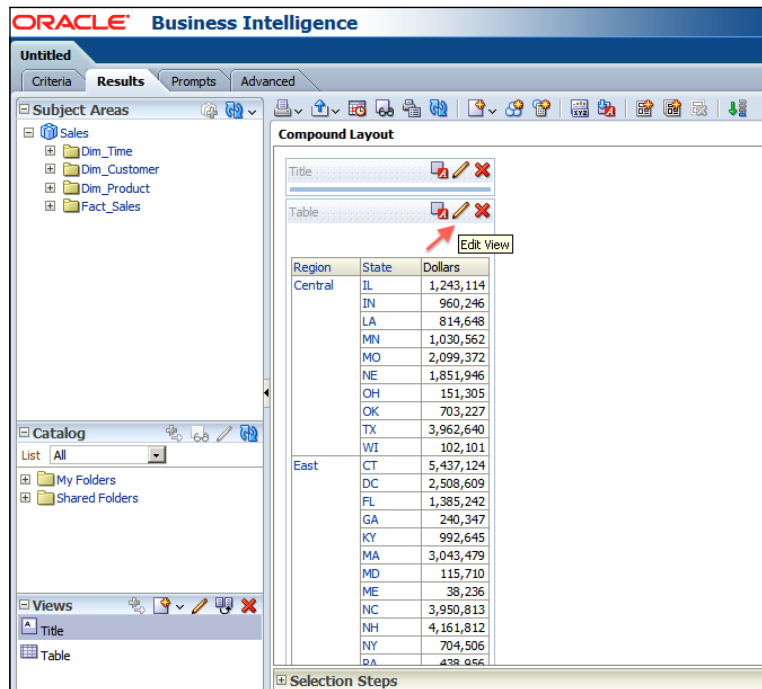 ORACLE Business Intelligence
Untitled
Criteria Results Prompts Advanced
Subject Areas
Sales
Dim_Time
Dim_Customer
Dim_Product
Fact_Sales
Catalog
List All
My Folders
Shared Folders
Views
Title
Table
Compound Layout
Title
Table
Edit View
Region State Dollars
Central IL 1,243,114
IN 960,246
LA 814,648
MN 1,030,562
MO 2,099,372
NE 1,851,946
OH 151,305
OK 703,227
TX 3,962,640
WI 102,101
East CT 5,437,124
DC 2,508,609
FL 1,385,242
GA 240,347
KY 992,645
MA 3,043,479
MD 115,710
ME 38,236
NC 3,950,813
NH 4,161,812
NY 704,506
PA 438,956
Selection Steps